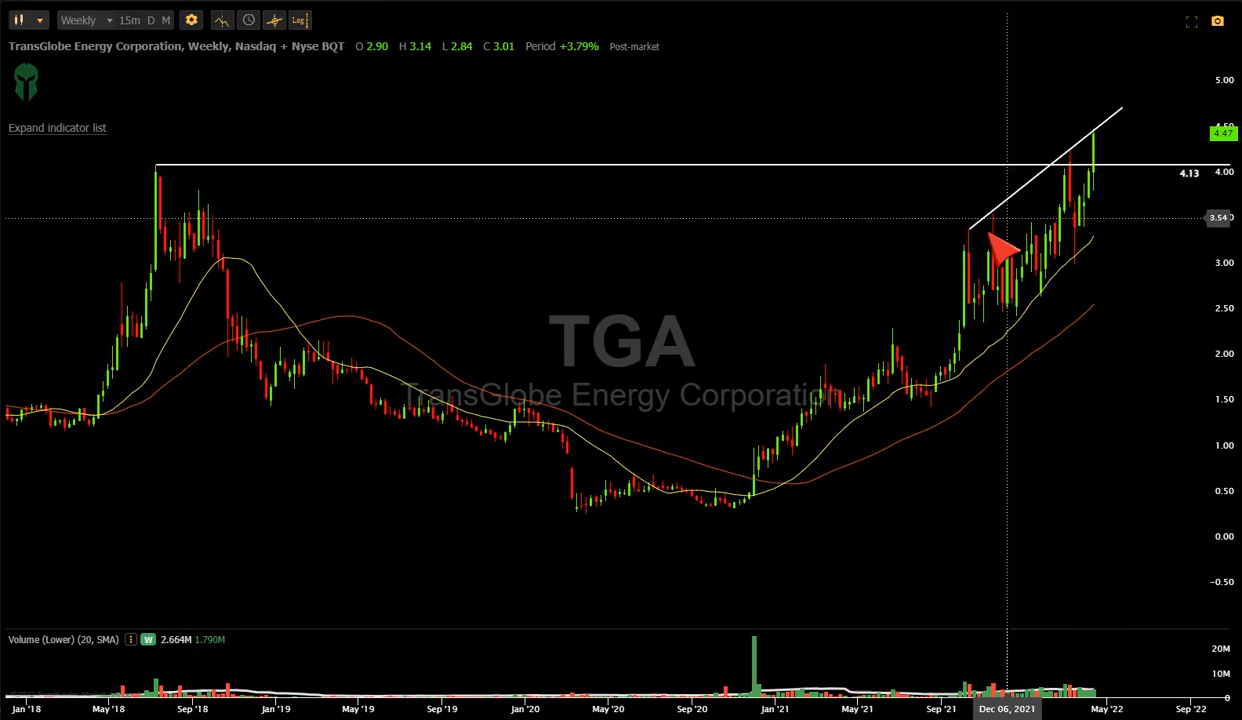 Weekly 15m D M Log
TransGlobe Energy Corporation, Weekly, Nasdaq + Nyse BQT O 2.90 H 3.14 L 2.84 C 3.01 Period +3.79% Post-market
Expand indicator list
5.00
4.50
4.47
4.13
4.00
3.54
3.00
2.50
2.00
1.50
1.00
0.50
0.00
−0.50
TGA
TransGlobe Energy Corporation
Volume (Lower) (20, SMA) W 2.664M 1.790M
20M
10M
0
Jan '18 May '18 Sep '18 Jan '19 May '19 Sep '19 Jan '20 May '20 Sep '20 Jan '21 May '21 Sep '21 Dec 06, 2021 May '22 Sep '22